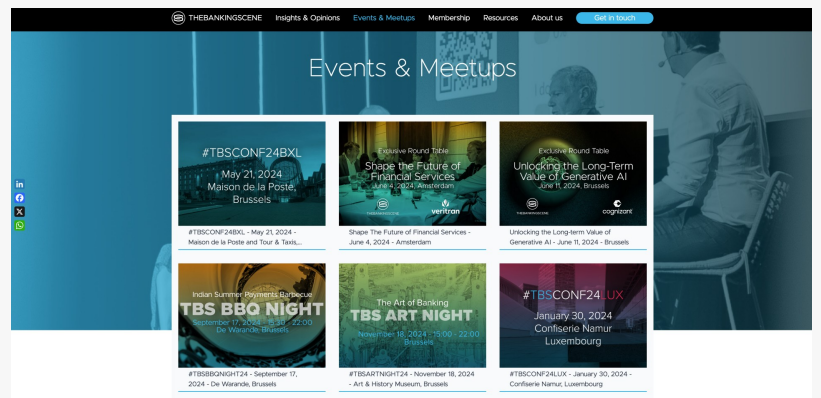 THEBANKINGSCENE Insights & Opinions Events & Meetups Membership Resources About us Get in touch
Events & Meetups
#TBSCONF24BXL
May 21, 2024
Maison de la Poste,
Brussels
#TBSCONF24BXL - May 21, 2024 -
Maison de la Poste and Tour & Taxis,...
Exclusive Round Table
Shape the Future of
Financial Services
June 4, 2024, Amsterdam
THEBANKINGSCENE veritran
Shape The Future of Financial Services -
June 4, 2024 - Amsterdam
Exclusive Round Table
Unlocking the Long-Term
Value of Generative AI
June 11, 2024, Brussels
THEBANKINGSCENE cognizant
Unlocking the Long-term Value of
Generative AI - June 11, 2024 - Brussels
Indian Summer Payments Barbecue
TBS BBQ NIGHT
September 17, 2024 - 15:30 - 22:00
De Warande, Brussels
#TBSBBQNIGHT24 - September 17,
2024 - De Warande, Brussels
The Art of Banking
TBS ART NIGHT
November 18, 2024 - 15:00 - 22:00
Brussels
#TBSARTNIGHT24 - November 18, 2024
- Art & History Museum, Brussels
#TBSCONF24LUX
January 30, 2024
Confiserie Namur
Luxembourg
#TBSCONF24LUX - January 30, 2024 -
Confiserie Namur, Luxembourg
in